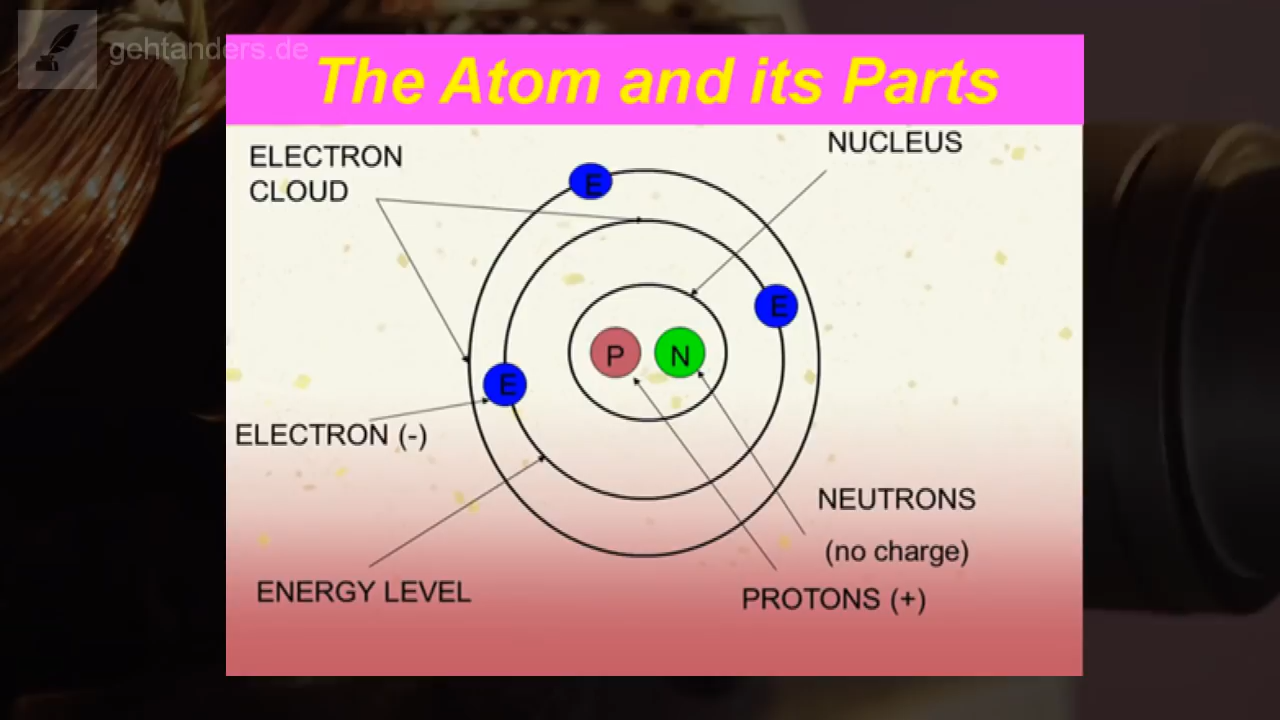 gehtanders.de
The Atom and its Parts
ELECTRON
CLOUD
NUCLEUS
E
E
P
N
E
ELECTRON (-)
NEUTRONS
(no charge)
ENERGY LEVEL
PROTONS (+)